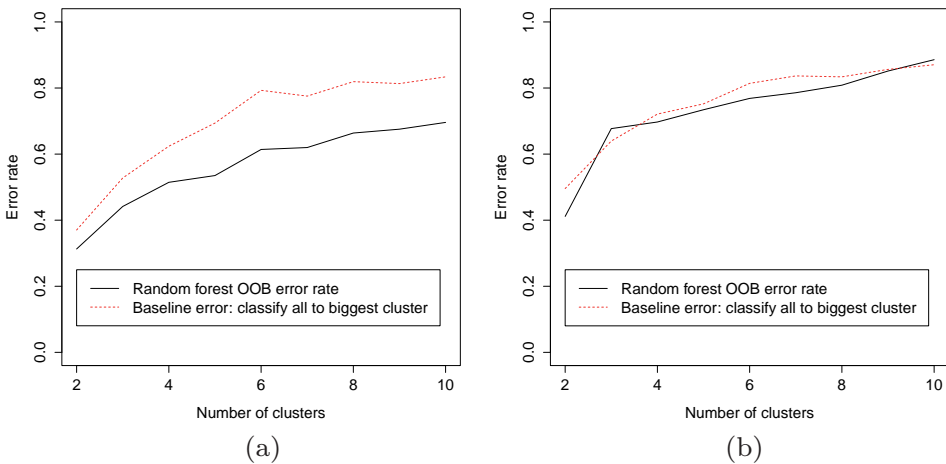 1.0
0.8
0.6
0.4
0.2
0.0
Error rate
Random forest OOB error rate
Baseline error: classify all to biggest cluster
2 4 6 8 10
Number of clusters
(a)
1.0
0.8
0.6
0.4
0.2
0.0
Error rate
Random forest OOB error rate
Baseline error: classify all to biggest cluster
2 4 6 8 10
Number of clusters
(b)